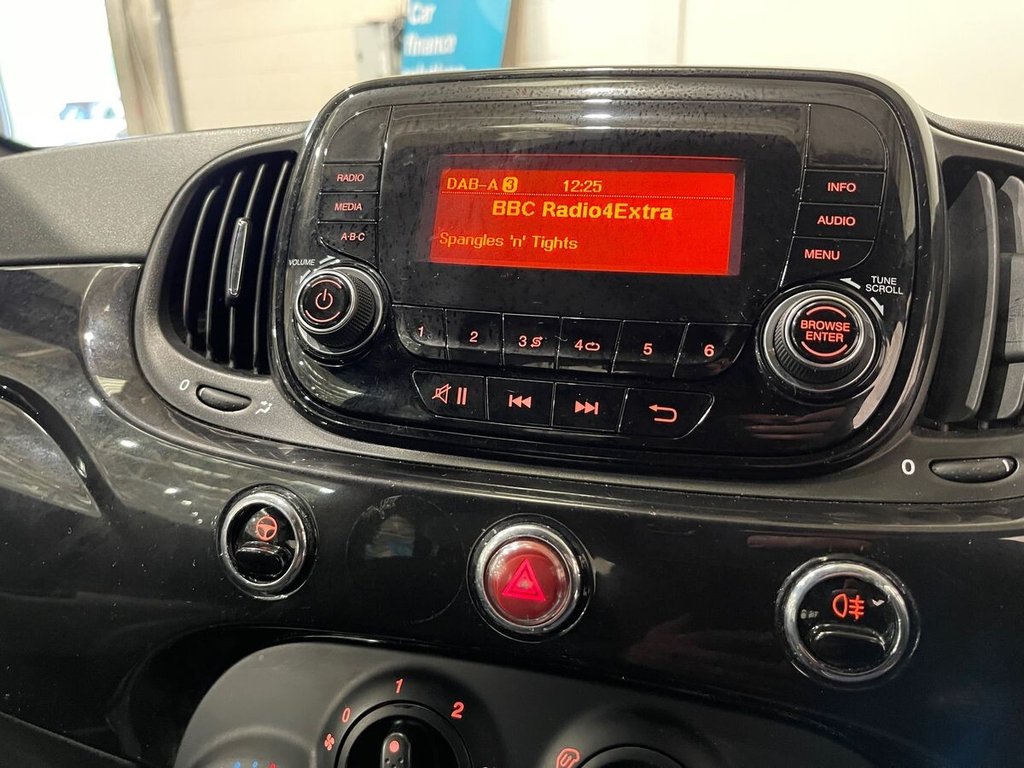 Car
finance
solutions
RADIO
MEDIA
A·B·C
VOLUME
DAB-A 3 12:25
BBC Radio4Extra
Spangles 'n' Tights
INFO
AUDIO
MENU
TUNE
SCROLL
BROWSE
ENTER
1 2 3 4 5 6
0
0
0 1 2